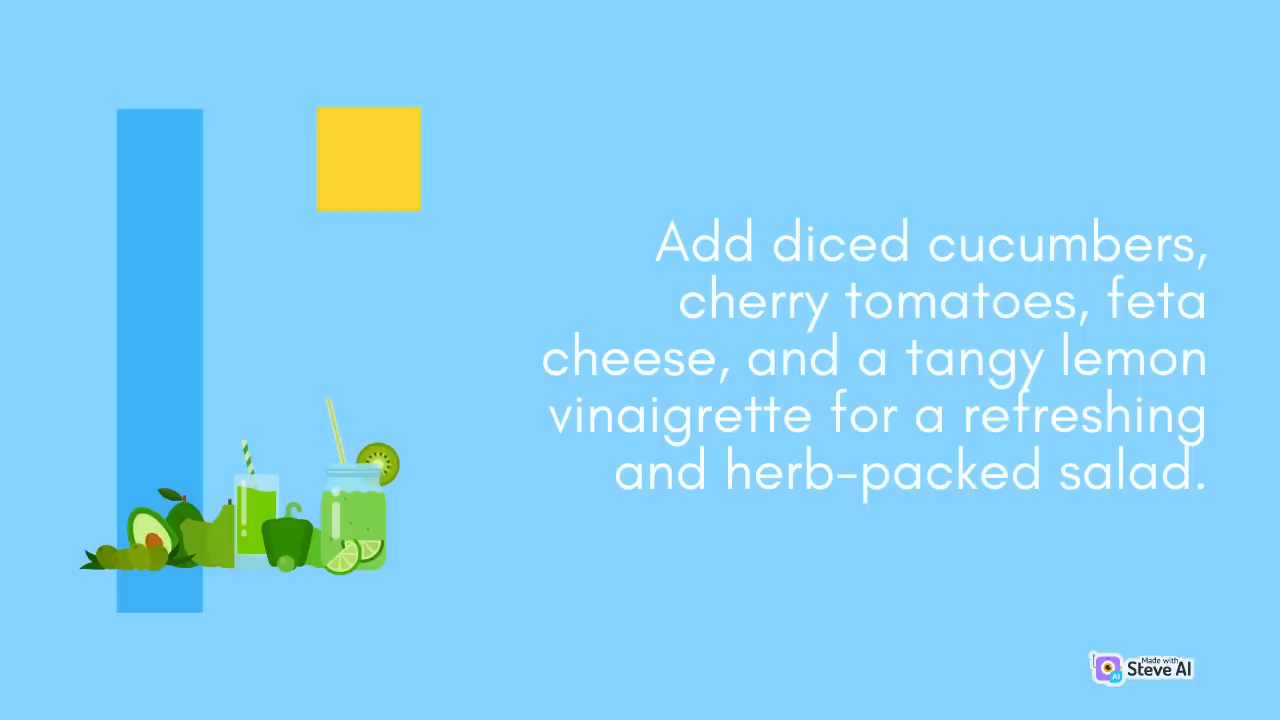 Add diced cucumbers,
cherry tomatoes, feta
cheese, and a tangy lemon
vinaigrette for a refreshing
and herb-packed salad.
Made with
Steve AI
AI